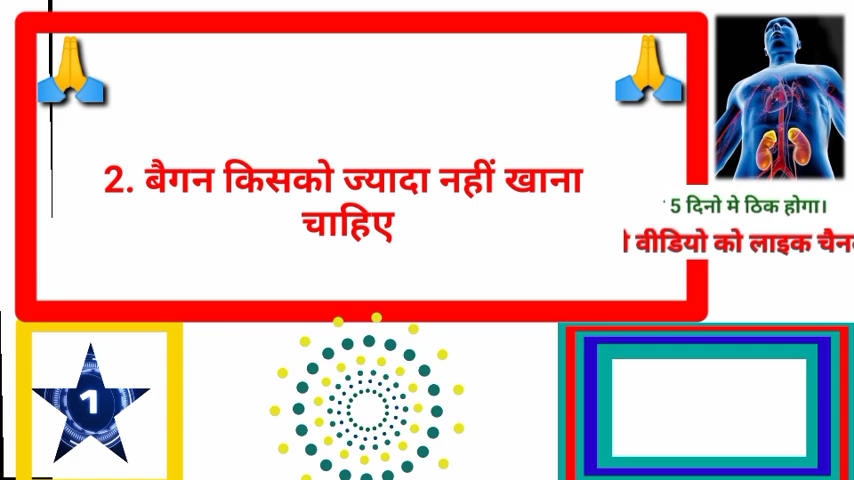 2. बैगन किसको ज्यादा नहीं खाना
चाहिए
5 दिनो मे ठिक होगा।
वीडियो को लाइक
1